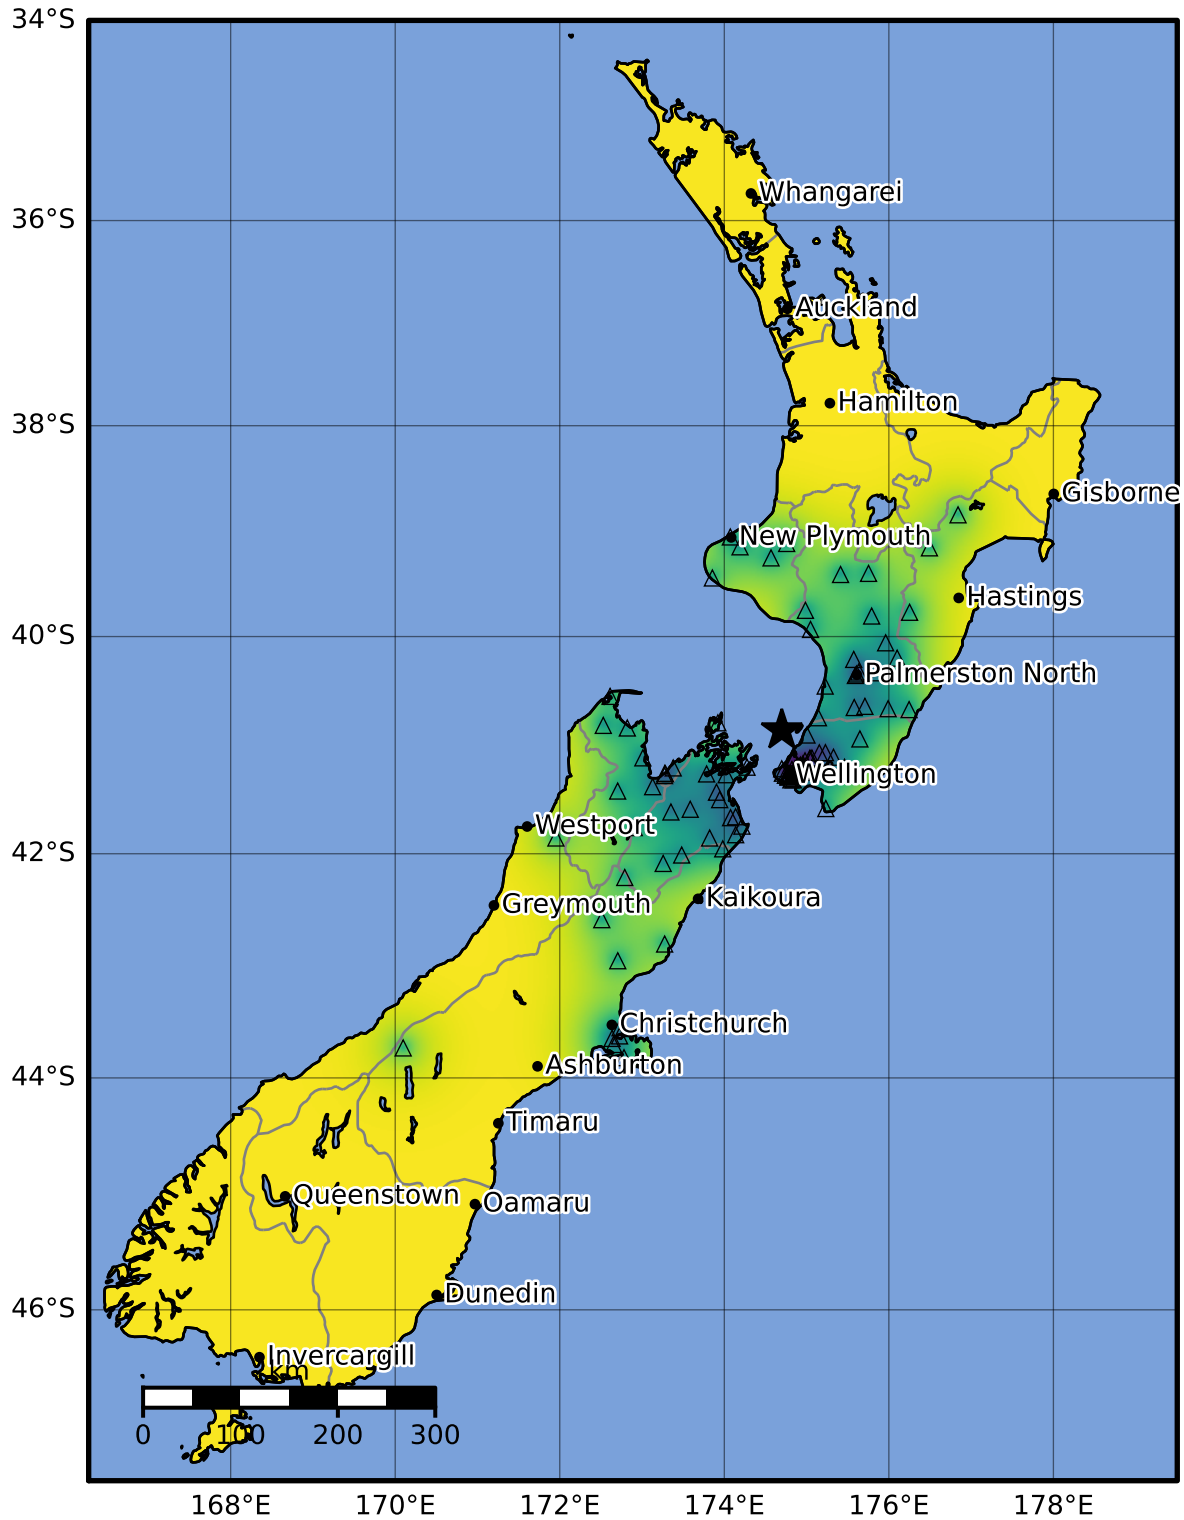 34°S
Whangarei
36°S
Auckland
Hamilton
38°S
Gisborne
New Plymouth
Hastings
40°S
Palmerston North
Wellington
Westport
42°S
Kaikoura
Greymouth
Christchurch
Ashburton
44°S
Timaru
Queenstown
Oamaru
Dunedin
46°S
Invercargill
km
0 100 200 300
168°E 170°E 172°E 174°E 176°E 178°E